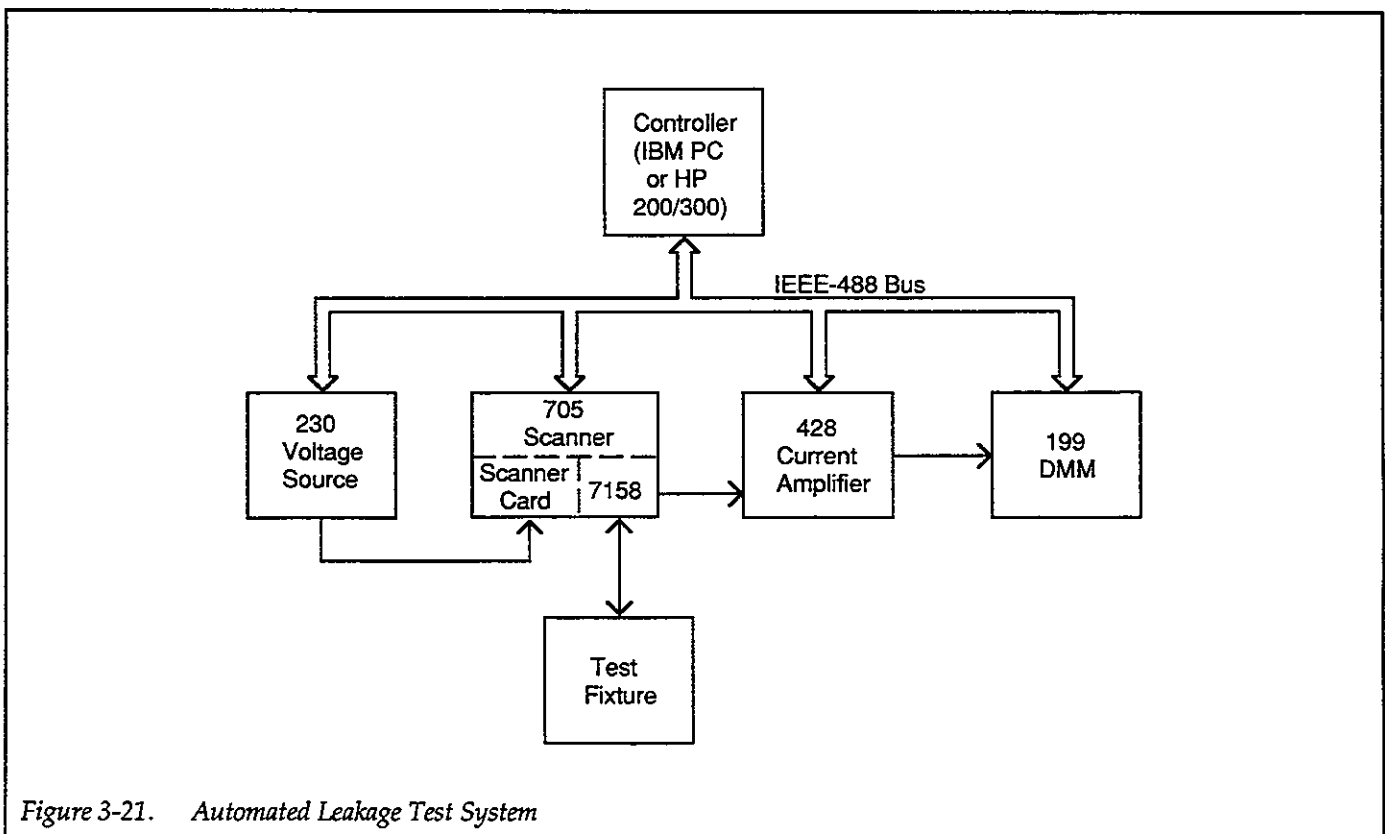 Controller
(IBM PC
or HP
200/300)
IEEE-488 Bus
230
Voltage
Source
705
Scanner
Scanner
Card
7158
428
Current
Amplifier
199
DMM
Test
Fixture
Figure 3-21. Automated Leakage Test System